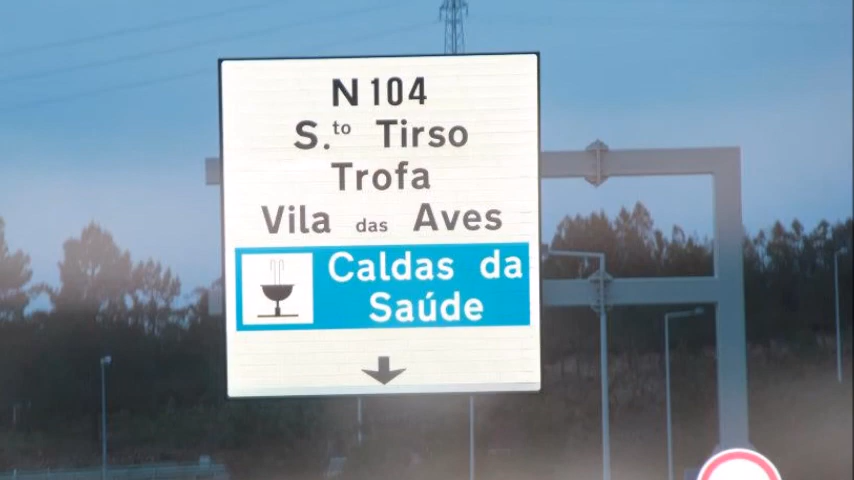 N 104
S.to Tirso
Trofa
Vila das Aves
Caldas da
Saúde